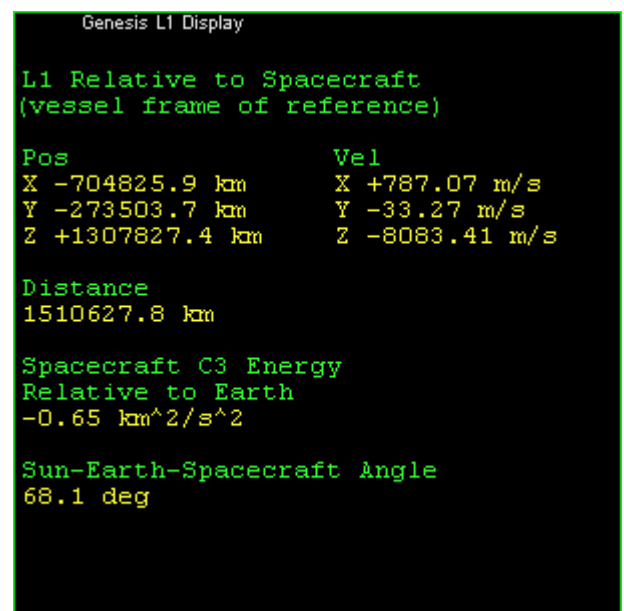 Genesis L1 Display
L1 Relative to Spacecraft
(vessel frame of reference)
Pos Vel
X -704825.9 km X +787.07 m/s
Y -273503.7 km Y -33.27 m/s
Z +1307827.4 km Z -8083.41 m/s
Distance
1510627.8 km
Spacecraft C3 Energy
Relative to Earth
-0.65 km^2/s^2
Sun-Earth-Spacecraft Angle
68.1 deg